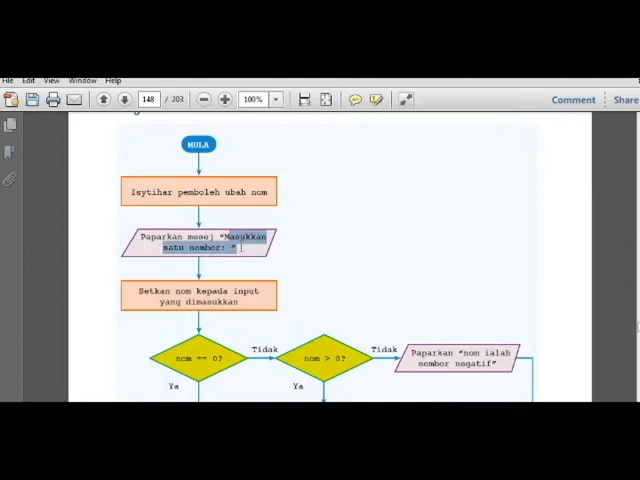 File Edit View Window Help
148 / 203
100%
Comment
Share
MULA
Isytihar pemboleh ubah nom
Paparkan mesej “Masukkan
satu nombor: ”
Setkan nom kepada input
yang dimasukkan
nom == 0?
Tidak
nom > 0?
Tidak
Paparkan “nom ialah
nombor negatif”
Ya
Ya